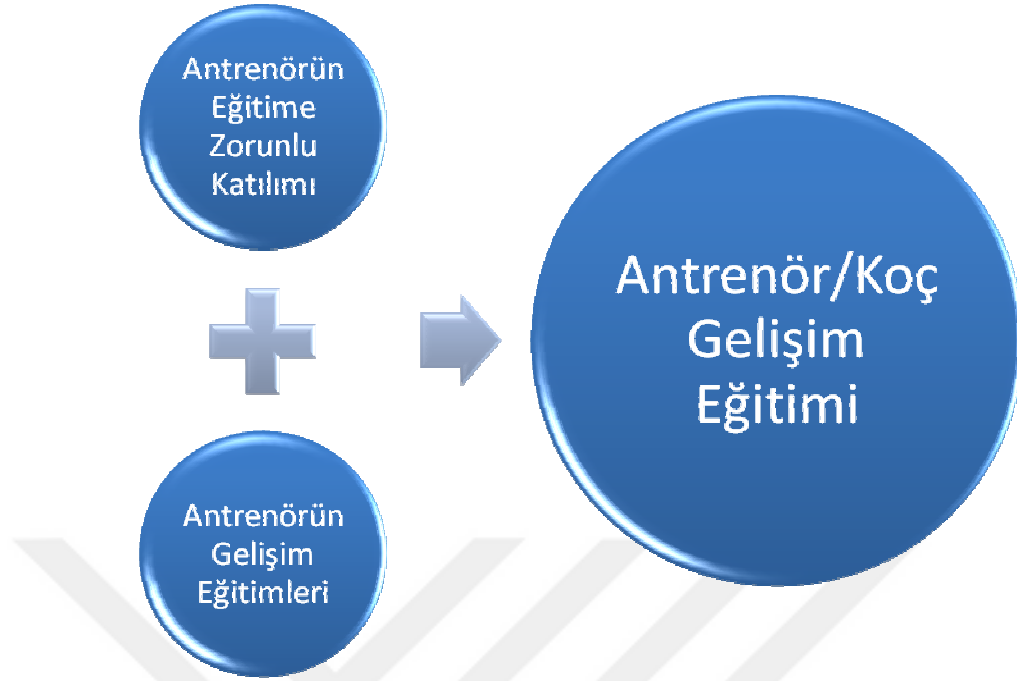 Antrenörün
Eğitime
Zorunlu
Katılımı
Antrenörün
Gelişim
Eğitimleri
Antrenör/Koç
Gelişim
Eğitimi